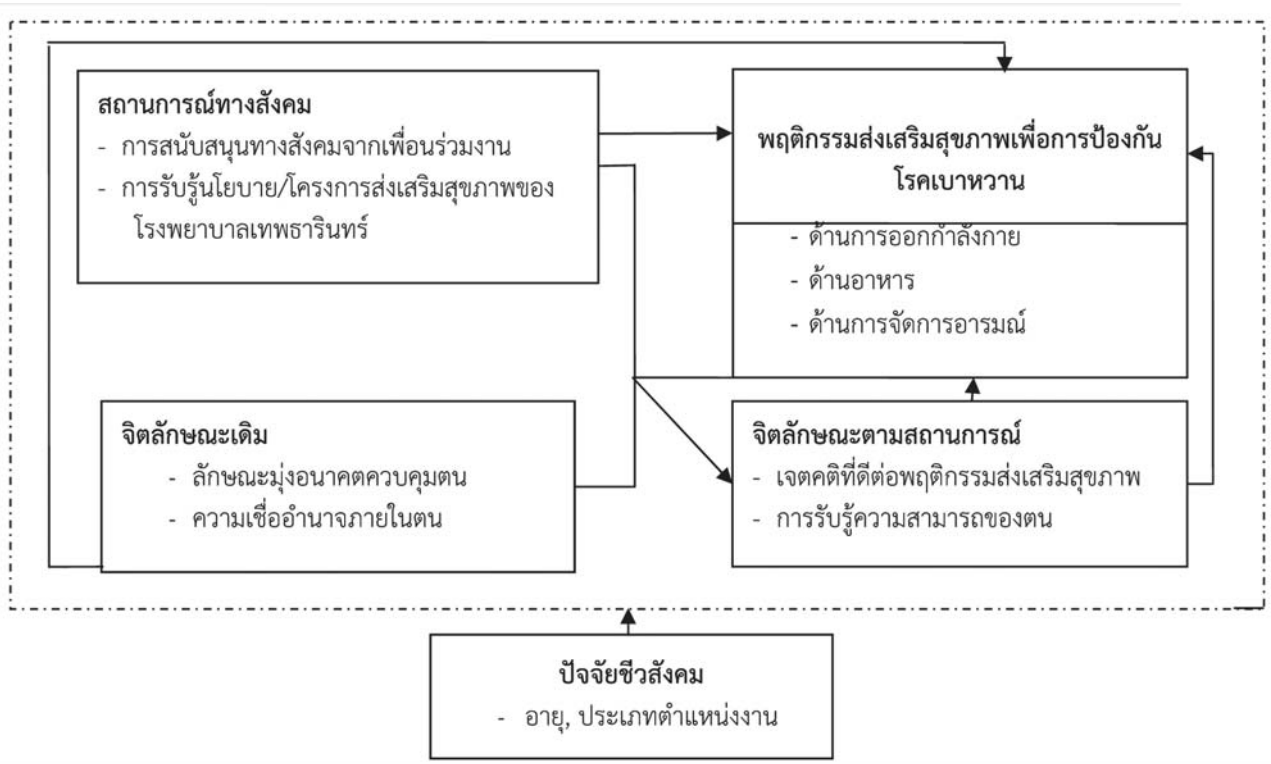 สถานการณ์ทางสังคม
- การสนับสนุนทางสังคมจากเพื่อนร่วมงาน
- การรับรู้นโยบาย/โครงการส่งเสริมสุขภาพของ
โรงพยาบาลเทพธารินทร์
พฤติกรรมส่งเสริมสุขภาพเพื่อการป้องกัน
โรคเบาหวาน
- ด้านการออกกำลังกาย
- ด้านอาหาร
- ด้านการจัดการอารมณ์
จิตลักษณะเดิม
- ลักษณะมุ่งอนาคตควบคุมตน
- ความเชื่ออำนาจภายในตน
จิตลักษณะตามสถานการณ์
- เจตคติที่ดีต่อพฤติกรรมส่งเสริมสุขภาพ
- การรับรู้ความสามารถของตน
ปัจจัยชีวสังคม
- อายุ, ประเภทตำแหน่งงาน